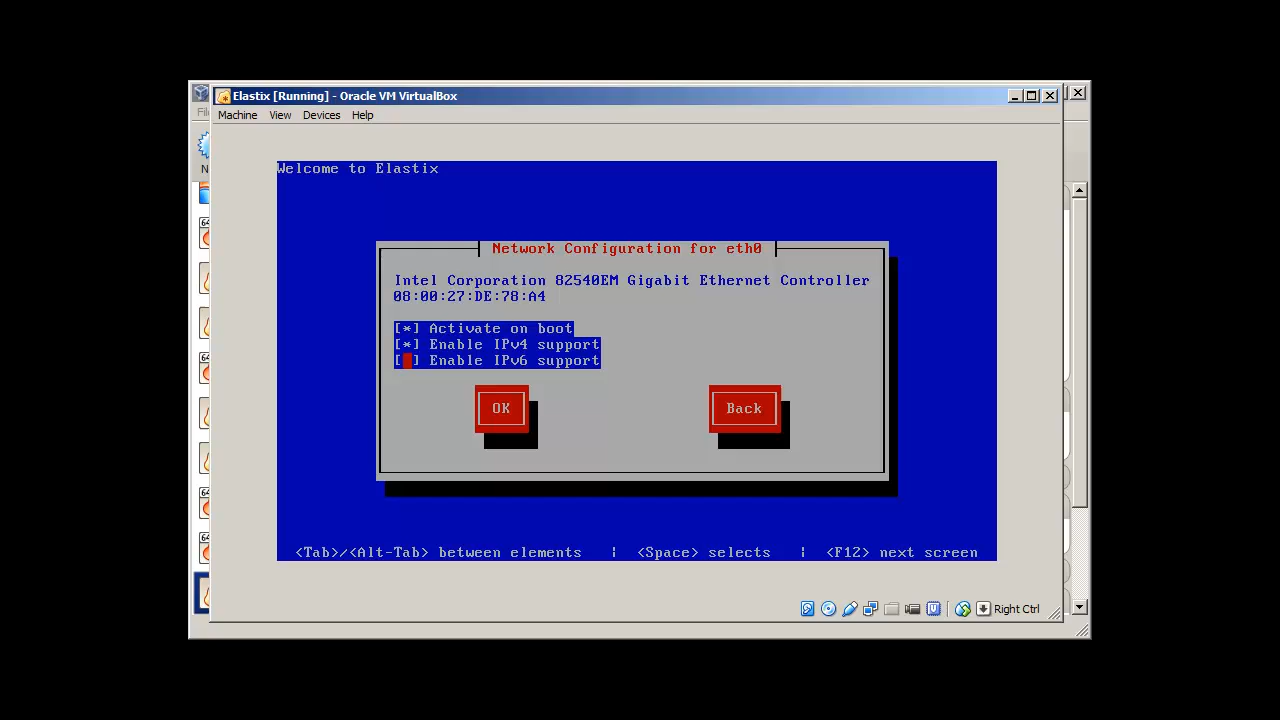 Elastix [Running] - Oracle VM VirtualBox
Machine View Devices Help
Welcome to Elastix
Network Configuration for eth0
Intel Corporation 82540EM Gigabit Ethernet Controller
08:00:27:DE:78:A4
[*] Activate on boot
[*] Enable IPv4 support
[ ] Enable IPv6 support
OK Back
<Tab>/<Alt-Tab> between elements | <Space> selects | <F12> next screen
Right Ctrl